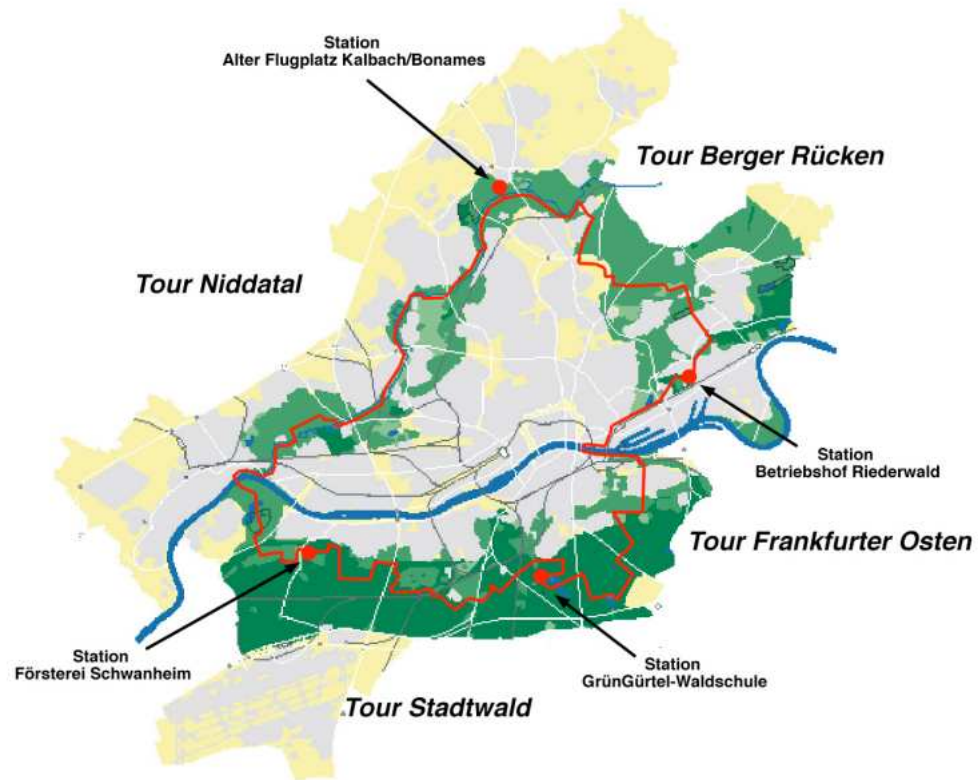 Station
Alter Flugplatz Kalbach/Bonames
Tour Berger Rücken
Tour Niddatal
Station
Betriebshof Riederwald
Tour Frankfurter Osten
Station
Försterei Schwanheim
Station
GrünGürtel-Waldschule
Tour Stadtwald